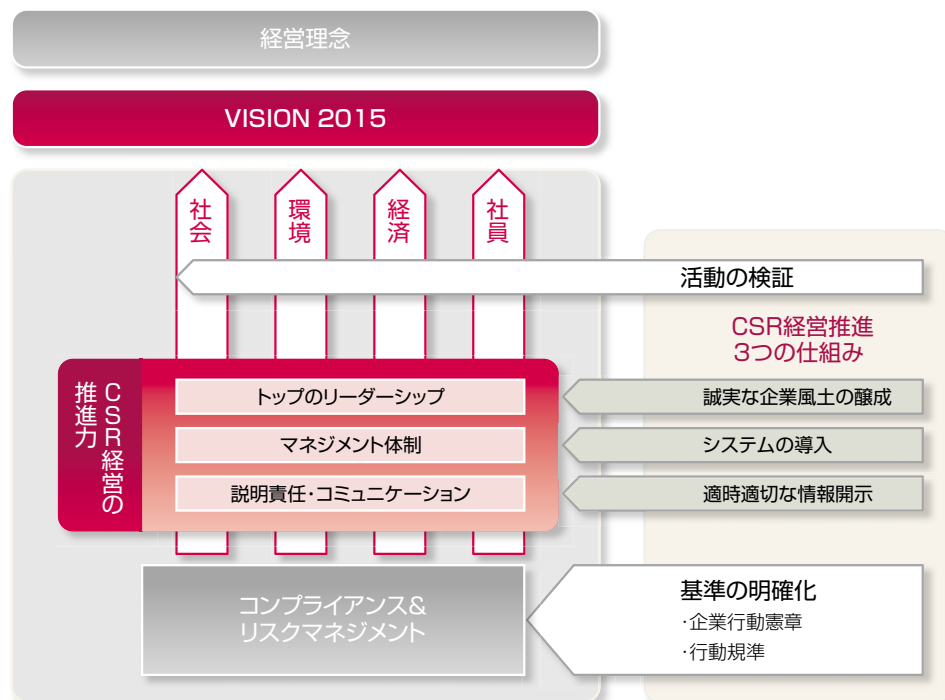 経営理念
VISION 2015
社会
環境
経済
社員
活動の検証
CSR経営推進
3つの仕組み
CSR経営の
推進力
トップのリーダーシップ
誠実な企業風土の醸成
マネジメント体制
システムの導入
説明責任・コミュニケーション
適時適切な情報開示
コンプライアンス&
リスクマネジメント
基準の明確化
・企業行動憲章
・行動規準